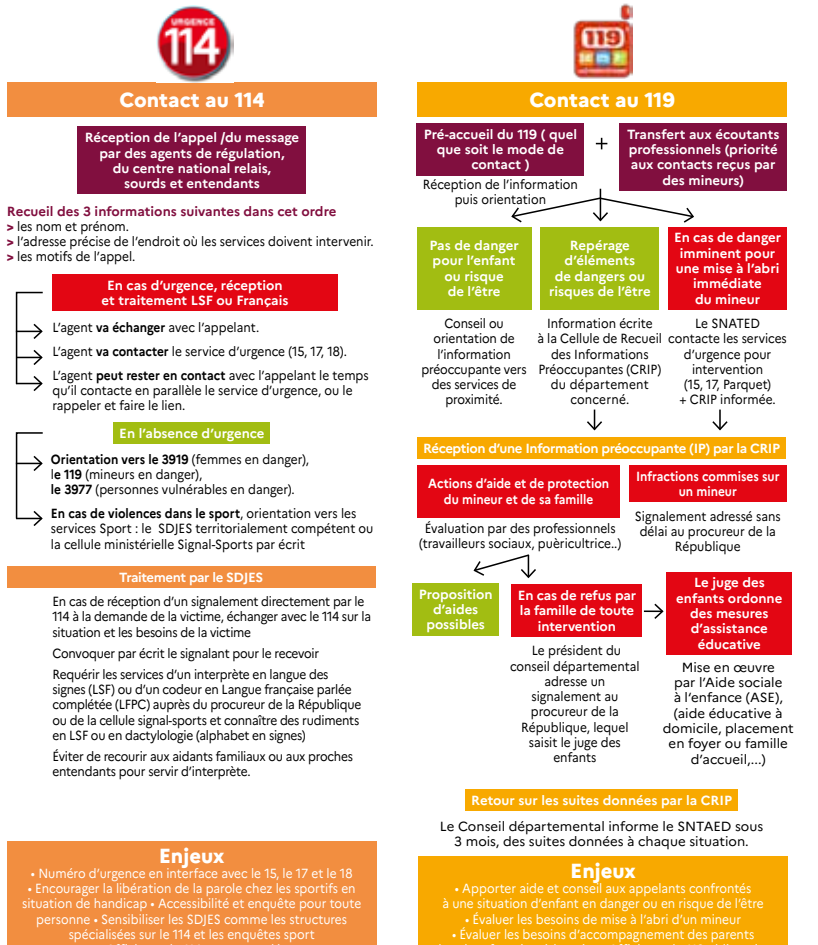 URGENCE
114
Contact au 114
Réception de l'appel /du message
par des agents de régulation,
du centre national relais,
sourds et entendants
Recueil des 3 informations suivantes dans cet ordre
> les nom et prénom.
> l'adresse précise de l'endroit où les services doivent intervenir.
> les motifs de l'appel.
En cas d'urgence, réception
et traitement LSF ou Français
L'agent va échanger avec l'appelant.
L'agent va contacter le service d'urgence (15, 17, 18).
L'agent peut rester en contact avec l'appelant le temps
qu'il contacte en parallèle le service d'urgence, ou le
rappeler et faire le lien.
En l'absence d'urgence
Orientation vers le 3919 (femmes en danger),
le 119 (mineurs en danger),
le 3977 (personnes vulnérables en danger).
En cas de violences dans le sport, orientation vers les
services Sport : le SDJES territorialement compétent ou
la cellule ministérielle Signal-Sports par écrit
Traitement par le SDJES
En cas de réception d'un signalement directement par le
114 à la demande de la victime, échanger avec le 114 sur la
situation et les besoins de la victime
Convoquer par écrit le signalant pour le recevoir
Requérir les services d'un interprète en langue des
signes (LSF) ou d'un codeur en Langue française parlée
complétée (LFPC) auprès du procureur de la République
ou de la cellule signal-sports et connaître des rudiments
en LSF ou en dactylologie (alphabet en signes)
Éviter de recourir aux aidants familiaux ou aux proches
entendants pour servir d'interprète.
Enjeux
• Numéro d'urgence en interface avec le 15, le 17 et le 18
• Encourager la libération de la parole chez les sportifs en
situation de handicap • Accessibilité et enquête pour toute
personne • Sensibiliser les SDJES comme les structures
spécialisées sur le 114 et les enquêtes sport
119
Contact au 119
Pré-accueil du 119 ( quel
que soit le mode de
contact )
+
Transfert aux écoutants
professionnels (priorité
aux contacts reçus par
des mineurs)
Réception de l'information
puis orientation
Pas de danger
pour l'enfant
ou risque
de l'être
Conseil ou
orientation de
l'information
préoccupante vers
des services de
proximité.
Repérage
d'éléments
de dangers ou
risques de l'être
Information écrite
à la Cellule de Recueil
des Informations
Préoccupantes (CRIP)
du département
concerné.
En cas de danger
imminent pour
une mise à l'abri
immédiate
du mineur
Le SNATED
contacte les services
d'urgence pour
intervention
(15, 17, Parquet)
+ CRIP informée.
Réception d'une Information préoccupante (IP) par la CRIP
Actions d'aide et de protection
du mineur et de sa famille
Évaluation par des professionnels
(travailleurs sociaux, puèricultrice..)
Infractions commises sur
un mineur
Signalement adressé sans
délai au procureur de la
République
Proposition
d'aides
possibles
En cas de refus par
la famille de toute
intervention
Le président du
conseil départemental
adresse un
signalement au
procureur de la
République, lequel
saisit le juge des
enfants
Le juge des
enfants ordonne
des mesures
d'assistance
éducative
Mise en œuvre
par l'Aide sociale
à l'enfance (ASE),
(aide éducative à
domicile, placement
en foyer ou famille
d'accueil,...)
Retour sur les suites données par la CRIP
Le Conseil départemental informe le SNTAED sous
3 mois, des suites données à chaque situation.
Enjeux
• Apporter aide et conseil aux appelants confrontés
à une situation d'enfant en danger ou en risque de l'être
• Évaluer les besoins de mise à l'abri d'un mineur
• Évaluer les besoins d'accompagnement des parents